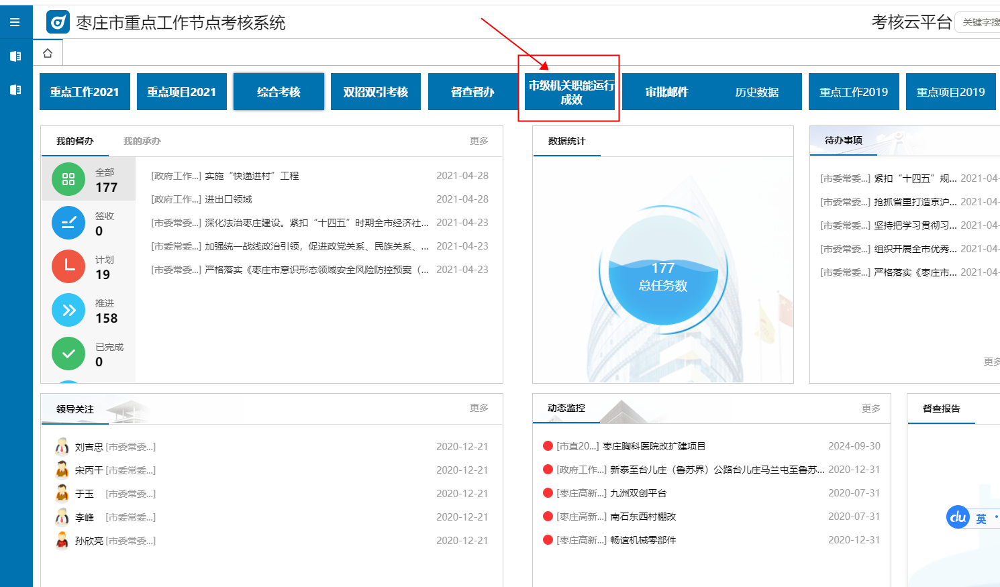 枣庄市重点工作节点考核系统
考核云平台
关键字搜
重点工作2021
重点项目2021
综合考核
双招双引考核
督查督办
市级机关职能运行
成效
审批邮件
历史数据
重点工作2019
重点项目2019
我的督办
我的承办
更多
全部
177
签收
0
计划
19
推进
158
已完成
0
[政府工作...] 实施“快递进村”工程 2021-04-28
[政府工作...] 进出口领域 2021-04-28
[市委常委...] 深化法治枣庄建设。紧扣“十四五”时期全市经济社... 2021-04-23
[市委常委...] 加强统一战线政治引领，促进政党关系、民族关系、... 2021-04-23
[市委常委...] 严格落实《枣庄市意识形态领域安全风险防控预案（... 2021-04-23
数据统计
177
总任务数
待办事项
[市委常委...] 紧扣“十四五”规... 2021-04-
[市委常委...] 抢抓省里打造京沪... 2021-04-
[市委常委...] 坚持把学习贯彻习... 2021-04-
[市委常委...] 组织开展全市优秀... 2021-04-
[市委常委...] 严格落实《枣庄市... 2021-04-
更多
领导关注
更多
刘吉忠 [市委常委...] 2020-12-21
宋丙干 [市委常委...] 2020-12-21
于玉 [市委常委...] 2020-12-21
李峰 [市委常委...] 2020-12-21
孙欣亮 [市委常委...] 2020-12-21
动态监控
更多
[市直20...] 枣庄胸科医院改扩建项目 2024-09-30
[政府工作...] 新泰至台儿庄（鲁苏界）公路台儿庄马兰屯至鲁苏... 2020-12-31
[枣庄高新...] 九洲双创平台 2020-07-31
[枣庄高新...] 南石东西村棚改 2020-07-31
[枣庄高新...] 畅谊机械零部件 2020-12-31
督查报告
du 英